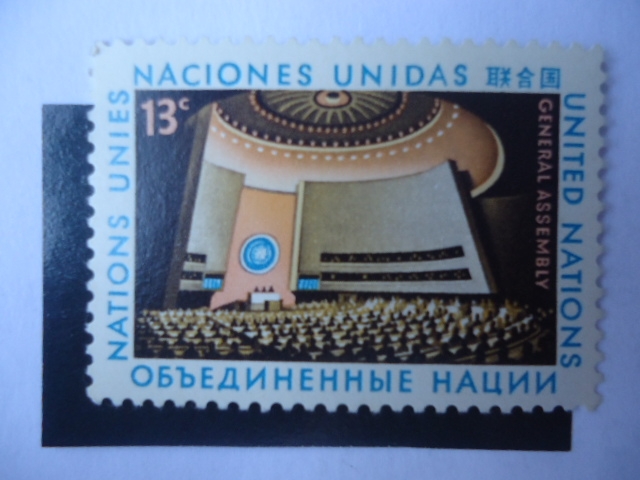 NACIONES UNIDAS 联合国
NATIONS UNIES
13c
GENERAL ASSEMBLY
UNITED NATIONS
ОБЪЕДИНЕННЫЕ НАЦИИ